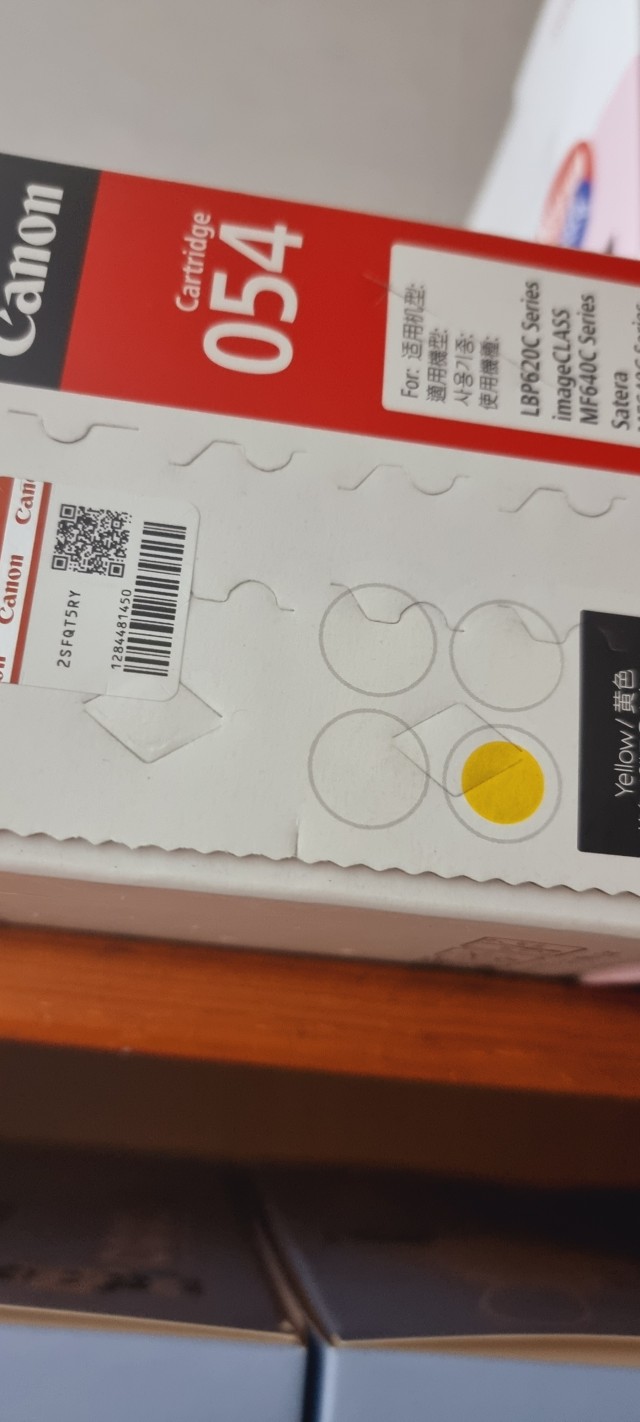 Canon
Cartridge
054
For: 适用机型:
適用機型:
사용기종:
使用機種:
LBP620C Series
imageCLASS
MF640C Series
Satera
Canon
2SFQT5RY
1284481450
Yellow / 黄色